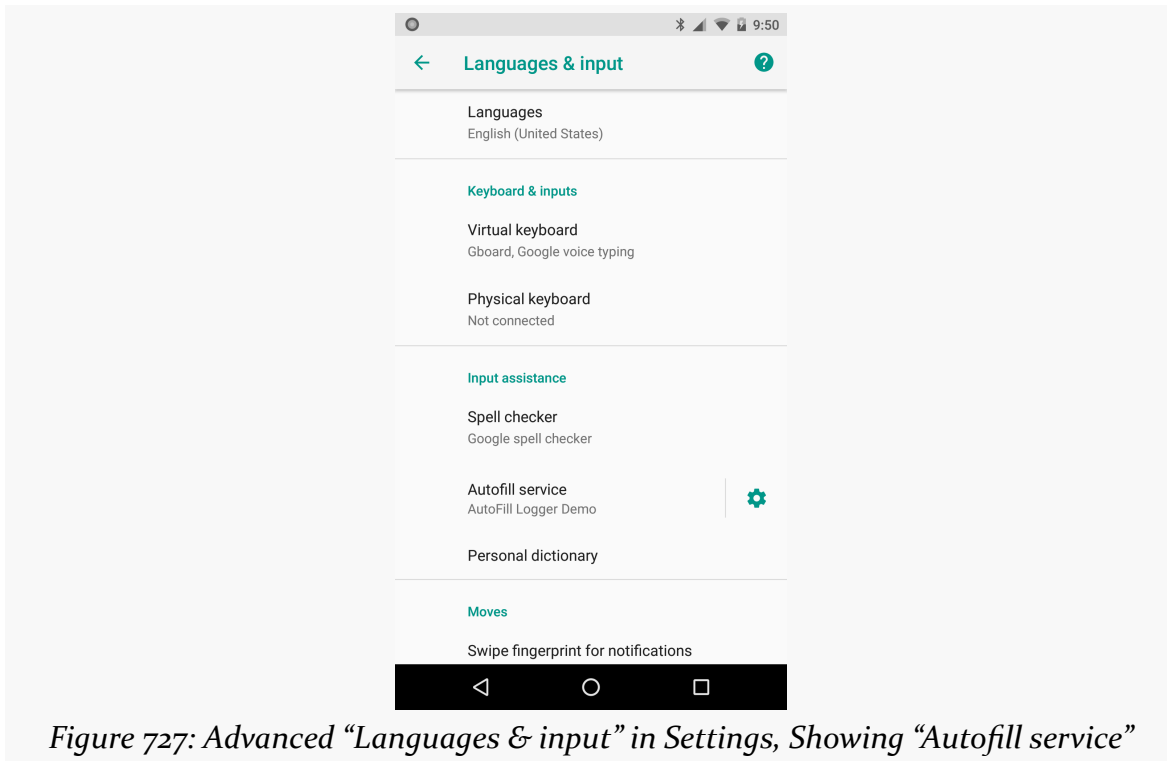 9:50
Languages & input
Languages
English (United States)
Keyboard & inputs
Virtual keyboard
Gboard, Google voice typing
Physical keyboard
Not connected
Input assistance
Spell checker
Google spell checker
Autofill service
AutoFill Logger Demo
Personal dictionary
Moves
Swipe fingerprint for notifications
Figure 727: Advanced “Languages & input” in Settings, Showing “Autofill service”